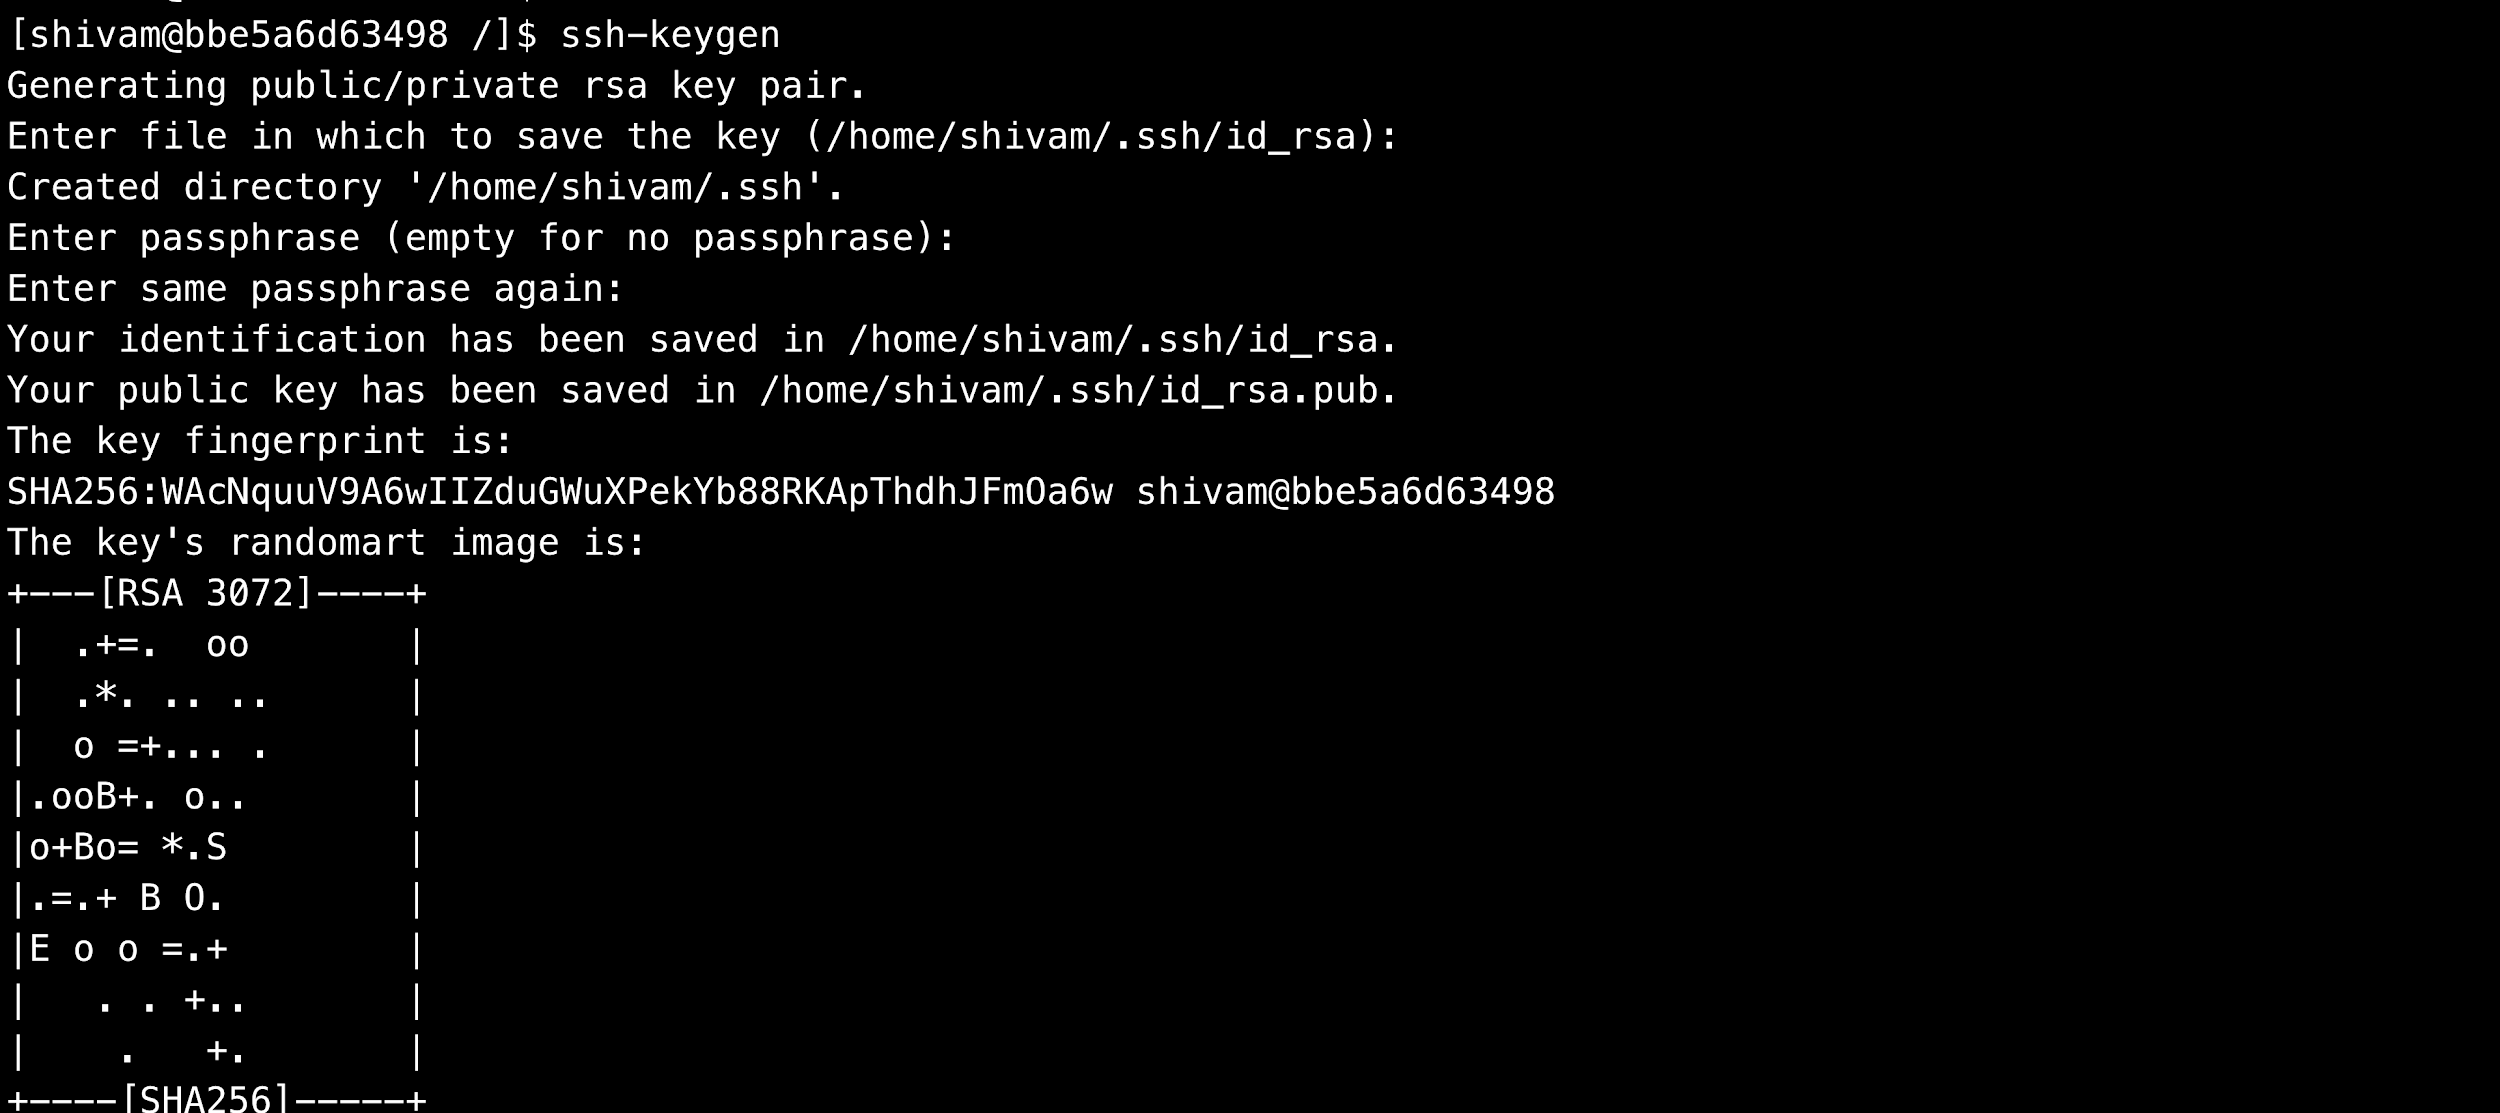 [shivam@bbe5a6d63498 /]$ ssh-keygen
Generating public/private rsa key pair.
Enter file in which to save the key (/home/shivam/.ssh/id_rsa):
Created directory '/home/shivam/.ssh'.
Enter passphrase (empty for no passphrase):
Enter same passphrase again:
Your identification has been saved in /home/shivam/.ssh/id_rsa.
Your public key has been saved in /home/shivam/.ssh/id_rsa.pub.
The key fingerprint is:
SHA256:WAcNquuV9A6wIIZduGWuXPekYb88RKApThdhJFmOa6w shivam@bbe5a6d63498
The key's randomart image is:
+---[RSA 3072]----+
|  .+=.  oo       |
|  .*. .. ..      |
|  o =+... .      |
|.ooB+. o..       |
|o+Bo= *.S        |
|.=.+ B O.        |
|E o o =.+        |
|   . . +..       |
|    .   +.       |
+----[SHA256]-----+